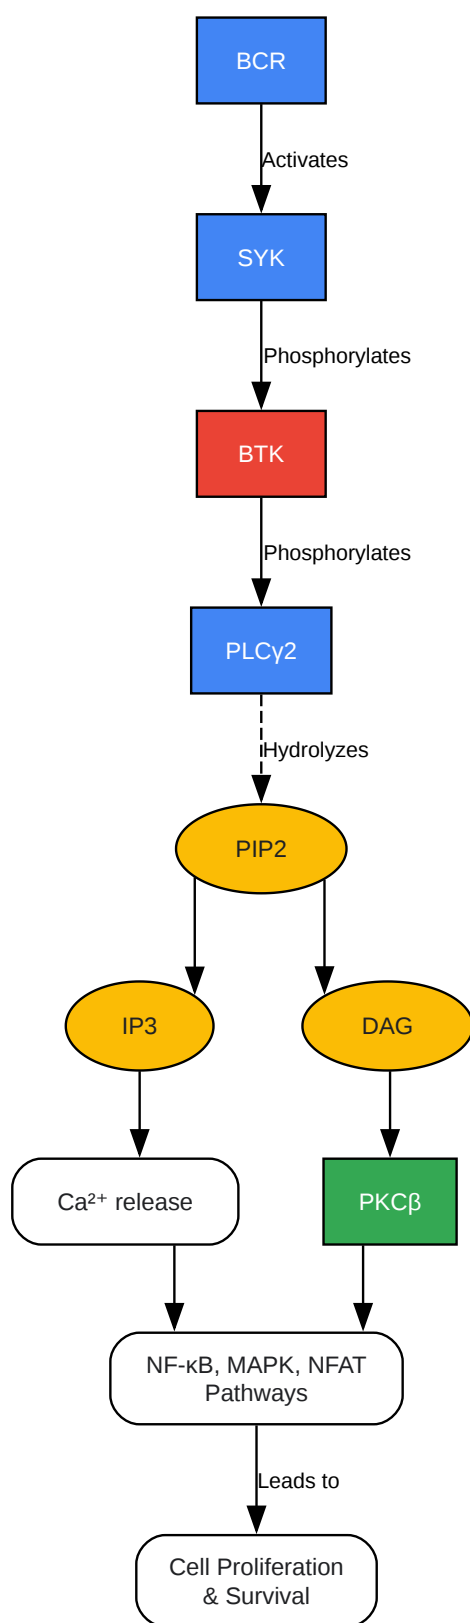 BCR
Activates
SYK
Phosphorylates
BTK
Phosphorylates
PLCγ2
Hydrolyzes
PIP2
IP3
DAG
Ca²⁺ release
PKCβ
NF-κB, MAPK, NFAT
Pathways
Leads to
Cell Proliferation
& Survival